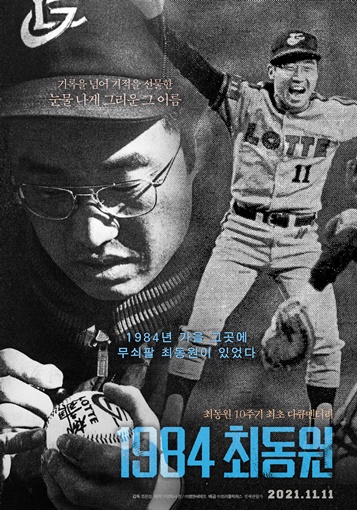 기록을 넘어 기적을 선물한
눈물 나게 그리운 그 이름
LOTTE
11
1984년 가을 그곳에
무쇠팔 최동원이 있었다
LOTTE
최동원 10주기 최초 다큐멘터리
1984 최동원
2021.11.11